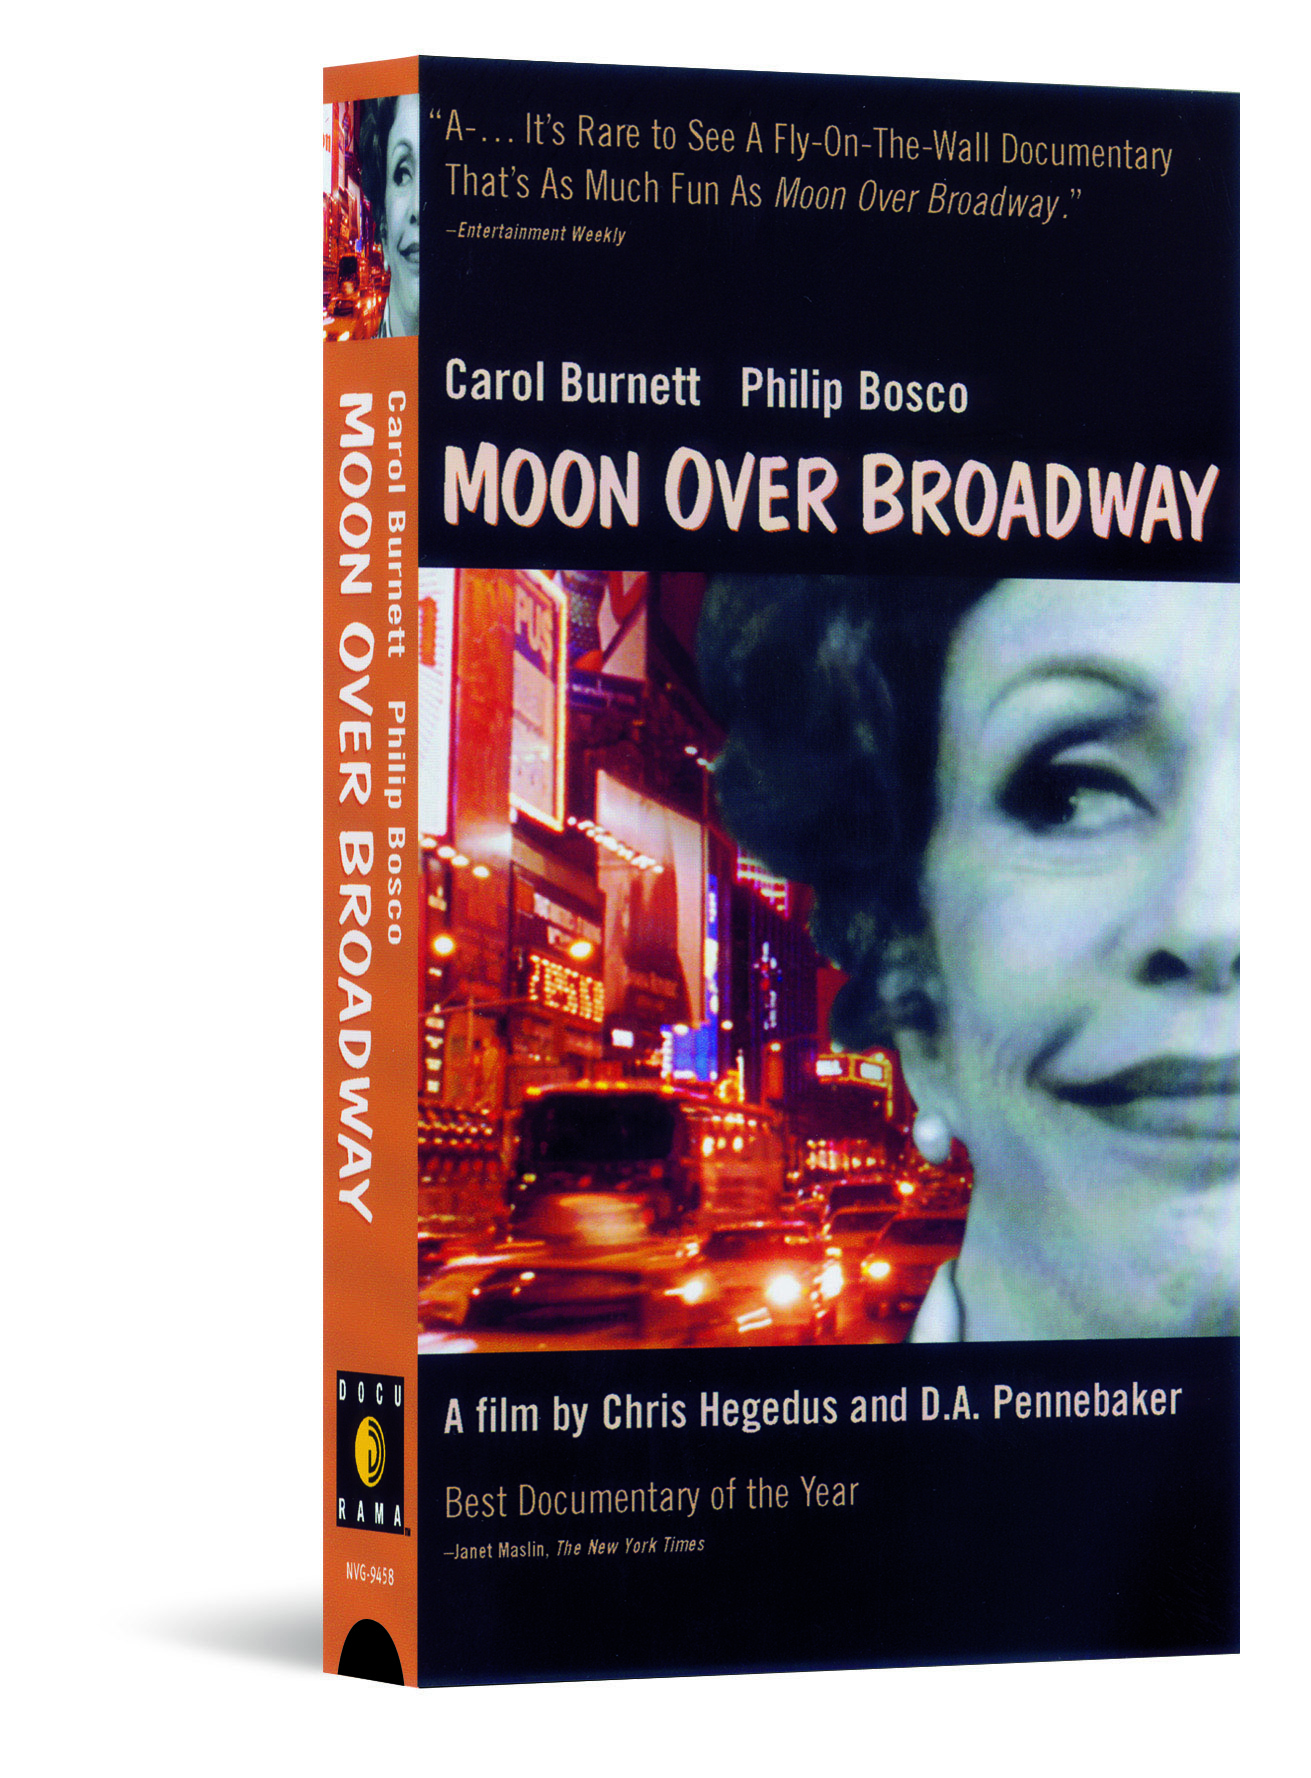 “A-… It’s Rare to See A Fly-On-The-Wall Documentary
That’s As Much Fun As Moon Over Broadway.”
–Entertainment Weekly
Carol Burnett Philip Bosco
MOON OVER BROADWAY
PUS
A film by Chris Hegedus and D.A. Pennebaker
Best Documentary of the Year
–Janet Maslin, The New York Times
Carol Burnett Philip Bosco
MOON OVER BROADWAY
DOCU
RAMA™
NVG-9458